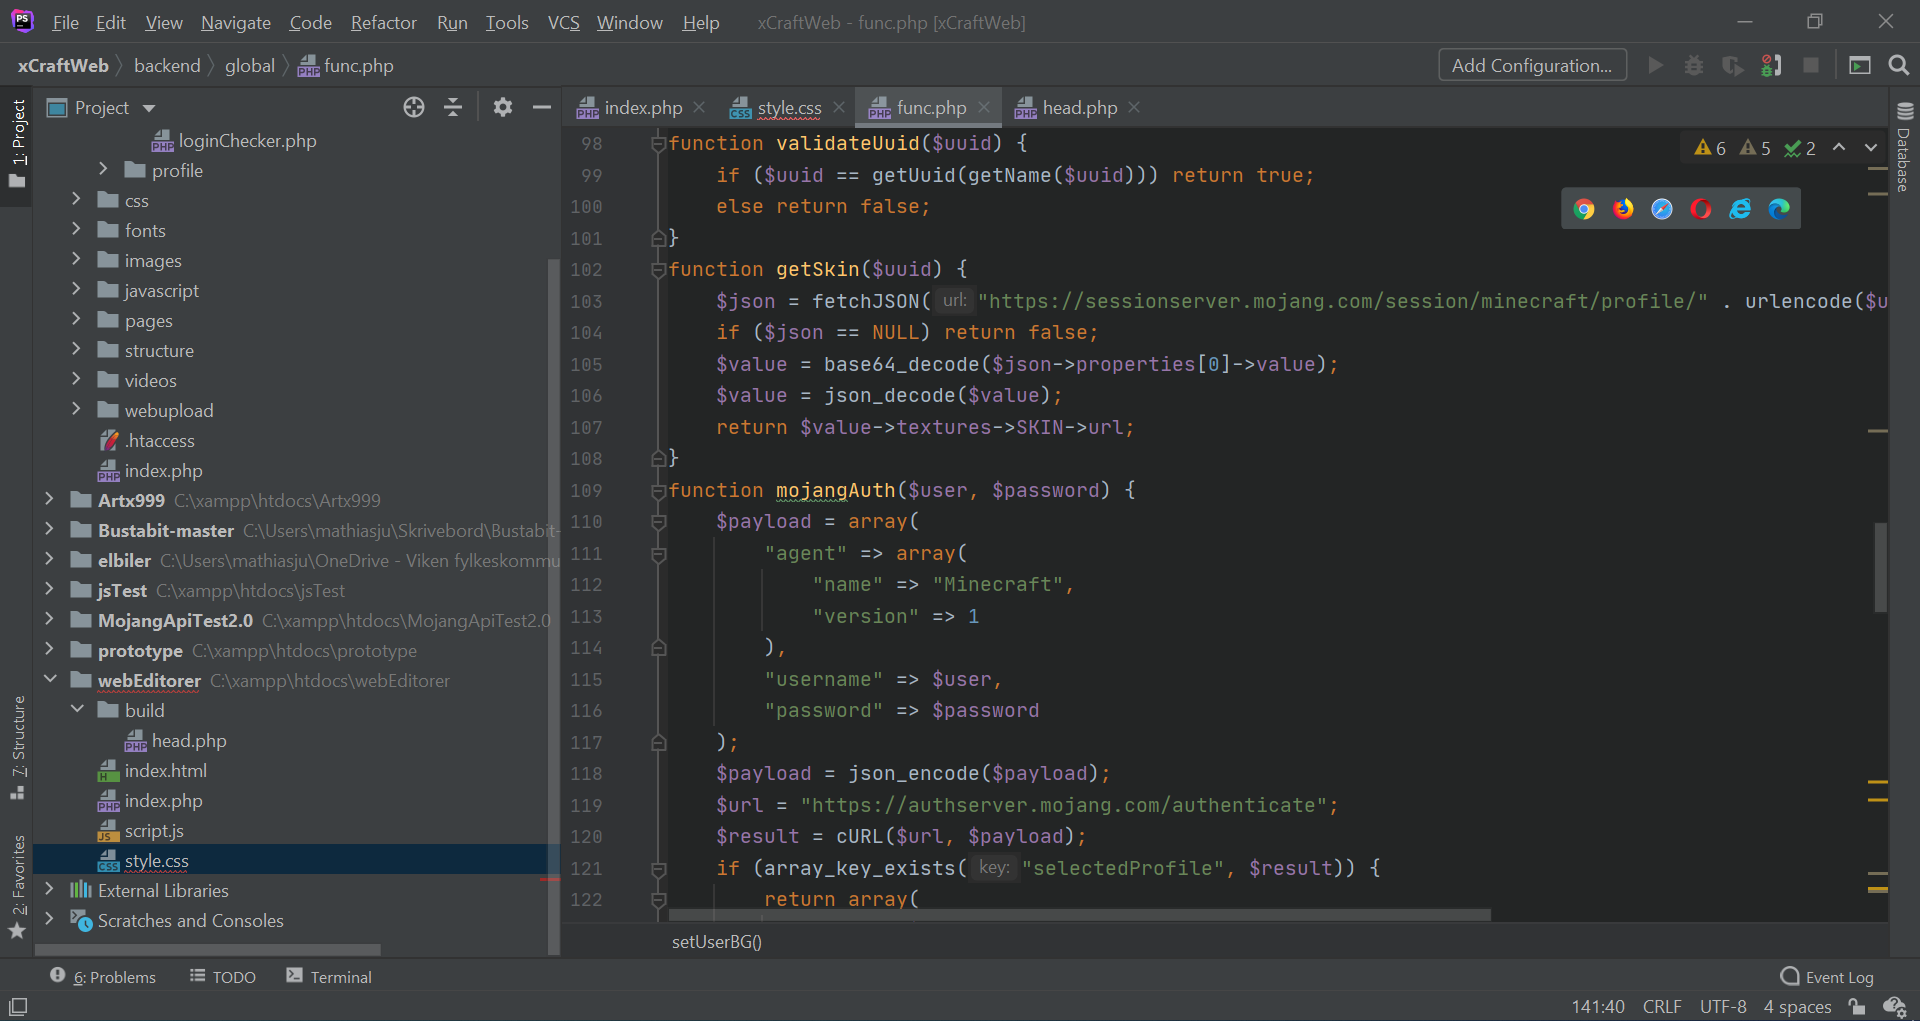 PS File Edit View Navigate Code Refactor Run Tools VCS Window Help xCraftWeb - func.php [xCraftWeb]
xCraftWeb backend global func.php Add Configuration...
1: Project
7: Structure
2: Favorites
Project
loginChecker.php
profile
css
fonts
images
javascript
pages
structure
videos
webupload
.htaccess
index.php
Artx999 C:\xampp\htdocs\Artx999
Bustabit-master C:\Users\mathiasju\Skrivebord\Bustabit-
elbiler C:\Users\mathiasju\OneDrive - Viken fylkeskommu
jsTest C:\xampp\htdocs\jsTest
MojangApiTest2.0 C:\xampp\htdocs\MojangApiTest2.0
prototype C:\xampp\htdocs\prototype
webEditorer C:\xampp\htdocs\webEditorer
build
head.php
index.html
index.php
script.js
style.css
External Libraries
Scratches and Consoles
index.php style.css func.php head.php
6 5 2
98 function validateUuid($uuid) {
99 if ($uuid == getUuid(getName($uuid))) return true;
100 else return false;
101 }
102 function getSkin($uuid) {
103 $json = fetchJSON( url: "https://sessionserver.mojang.com/session/minecraft/profile/" . urlencode($u
104 if ($json == NULL) return false;
105 $value = base64_decode($json->properties[0]->value);
106 $value = json_decode($value);
107 return $value->textures->SKIN->url;
108 }
109 function mojangAuth($user, $password) {
110 $payload = array(
111 "agent" => array(
112 "name" => "Minecraft",
113 "version" => 1
114 ),
115 "username" => $user,
116 "password" => $password
117 );
118 $payload = json_encode($payload);
119 $url = "https://authserver.mojang.com/authenticate";
120 $result = cURL($url, $payload);
121 if (array_key_exists( key: "selectedProfile", $result)) {
122 return array(
setUserBG()
Database
6: Problems TODO Terminal Event Log
141:40 CRLF UTF-8 4 spaces